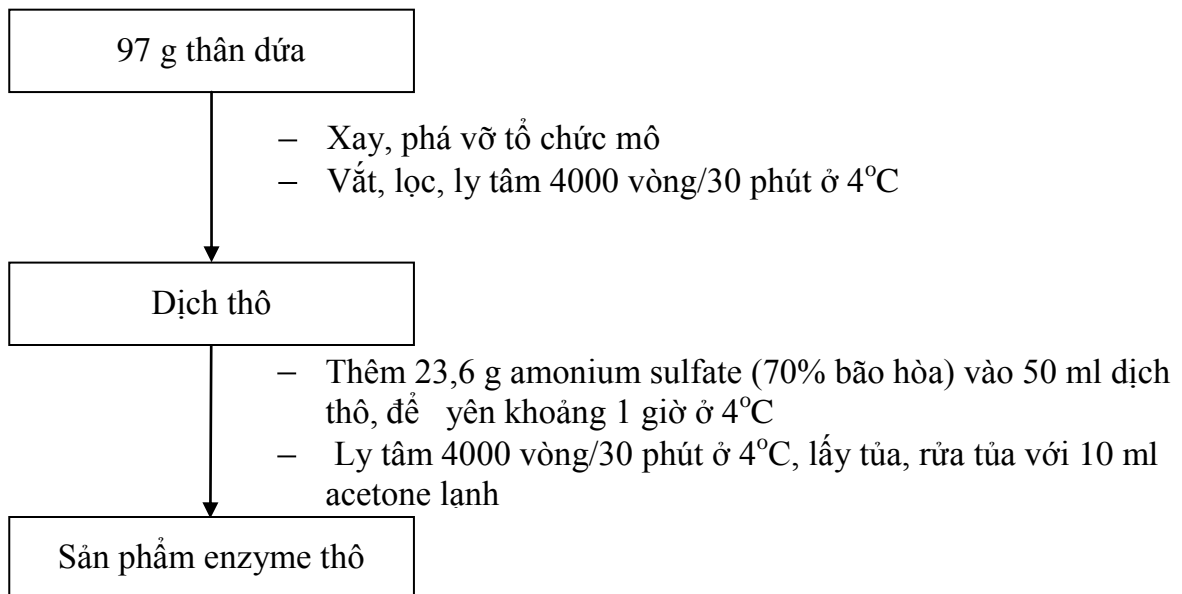 97 g thân dứa
– Xay, phá vỡ tổ chức mô
– Vắt, lọc, ly tâm 4000 vòng/30 phút ở 4°C
Dịch thô
– Thêm 23,6 g amonium sulfate (70% bão hòa) vào 50 ml dịch
thô, để yên khoảng 1 giờ ở 4°C
– Ly tâm 4000 vòng/30 phút ở 4°C, lấy tủa, rửa tủa với 10 ml
acetone lạnh
Sản phẩm enzyme thô